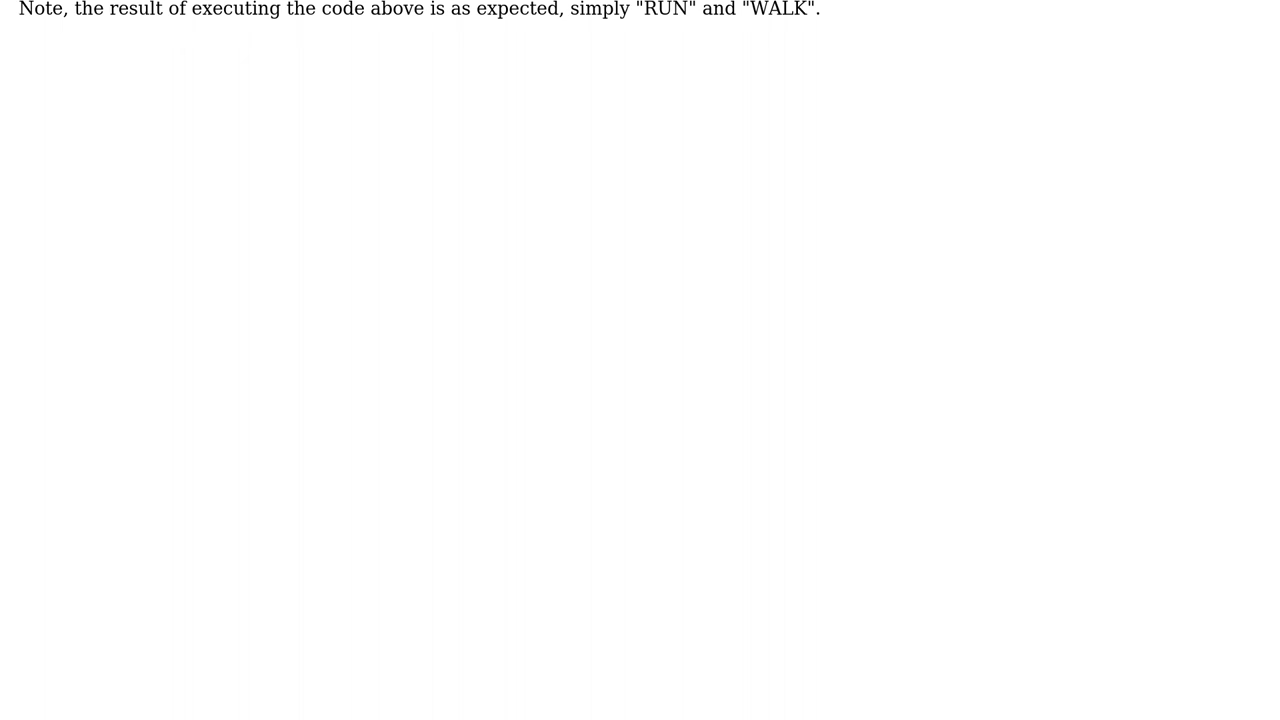 Note, the result of executing the code above is as expected, simply "RUN" and "WALK".